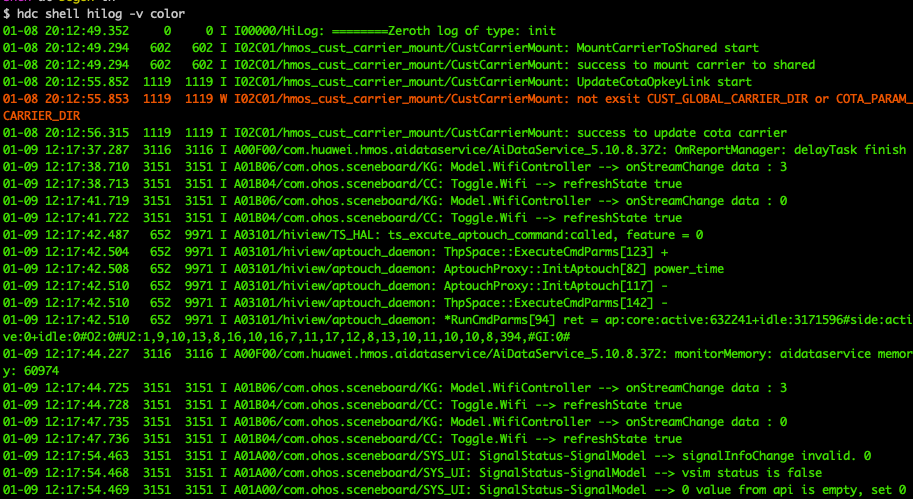 $ hdc shell hilog -v color
01-08 20:12:49.352     0     0 I I00000/HiLog: ========Zeroth log of type: init
01-08 20:12:49.294   602   602 I I02C01/hmos_cust_carrier_mount/CustCarrierMount: MountCarrierToShared start
01-08 20:12:49.294   602   602 I I02C01/hmos_cust_carrier_mount/CustCarrierMount: success to mount carrier to shared
01-08 20:12:55.852  1119  1119 I I02C01/hmos_cust_carrier_mount/CustCarrierMount: UpdateCotaOpkeyLink start
01-08 20:12:55.853  1119  1119 W I02C01/hmos_cust_carrier_mount/CustCarrierMount: not exsit CUST_GLOBAL_CARRIER_DIR or COTA_PARAM_
CARRIER_DIR
01-08 20:12:56.315  1119  1119 I I02C01/hmos_cust_carrier_mount/CustCarrierMount: success to update cota carrier
01-09 12:17:37.287  3116  3116 I A00F00/com.huawei.hmos.aidataservice/AiDataService_5.10.8.372: OmReportManager: delayTask finish
01-09 12:17:38.710  3151  3151 I A01B06/com.ohos.sceneboard/KG: Model.WifiController --> onStreamChange data : 3
01-09 12:17:38.713  3151  3151 I A01B04/com.ohos.sceneboard/CC: Toggle.Wifi --> refreshState true
01-09 12:17:41.719  3151  3151 I A01B06/com.ohos.sceneboard/KG: Model.WifiController --> onStreamChange data : 0
01-09 12:17:41.722  3151  3151 I A01B04/com.ohos.sceneboard/CC: Toggle.Wifi --> refreshState true
01-09 12:17:42.487   652  9971 I A03101/hiview/TS_HAL: ts_excute_aptouch_command:called, feature = 0
01-09 12:17:42.504   652  9971 I A03101/hiview/aptouch_daemon: ThpSpace::ExecuteCmdParms[123] +
01-09 12:17:42.508   652  9971 I A03101/hiview/aptouch_daemon: AptouchProxy::InitAptouch[82] power_time
01-09 12:17:42.510   652  9971 I A03101/hiview/aptouch_daemon: AptouchProxy::InitAptouch[117] -
01-09 12:17:42.510   652  9971 I A03101/hiview/aptouch_daemon: ThpSpace::ExecuteCmdParms[142] -
01-09 12:17:42.510   652  9971 I A03101/hiview/aptouch_daemon: *RunCmdParms[94] ret = ap:core:active:632241+idle:3171596#side:acti
ve:0+idle:0#O2:0#U2:1,9,10,13,8,16,10,16,7,11,17,12,8,13,10,11,10,10,8,394,#GI:0#
01-09 12:17:44.227  3116  3116 I A00F00/com.huawei.hmos.aidataservice/AiDataService_5.10.8.372: monitorMemory: aidataservice memor
y: 60974
01-09 12:17:44.725  3151  3151 I A01B06/com.ohos.sceneboard/KG: Model.WifiController --> onStreamChange data : 3
01-09 12:17:44.728  3151  3151 I A01B04/com.ohos.sceneboard/CC: Toggle.Wifi --> refreshState true
01-09 12:17:47.735  3151  3151 I A01B06/com.ohos.sceneboard/KG: Model.WifiController --> onStreamChange data : 0
01-09 12:17:47.736  3151  3151 I A01B04/com.ohos.sceneboard/CC: Toggle.Wifi --> refreshState true
01-09 12:17:54.463  3151  3151 I A01A00/com.ohos.sceneboard/SYS_UI: SignalStatus-SignalModel --> signalInfoChange invalid. 0
01-09 12:17:54.468  3151  3151 I A01A00/com.ohos.sceneboard/SYS_UI: SignalStatus-SignalModel --> vsim status is false
01-09 12:17:54.469  3151  3151 I A01A00/com.ohos.sceneboard/SYS_UI: SignalStatus-SignalModel --> 0 value from api is empty, set 0